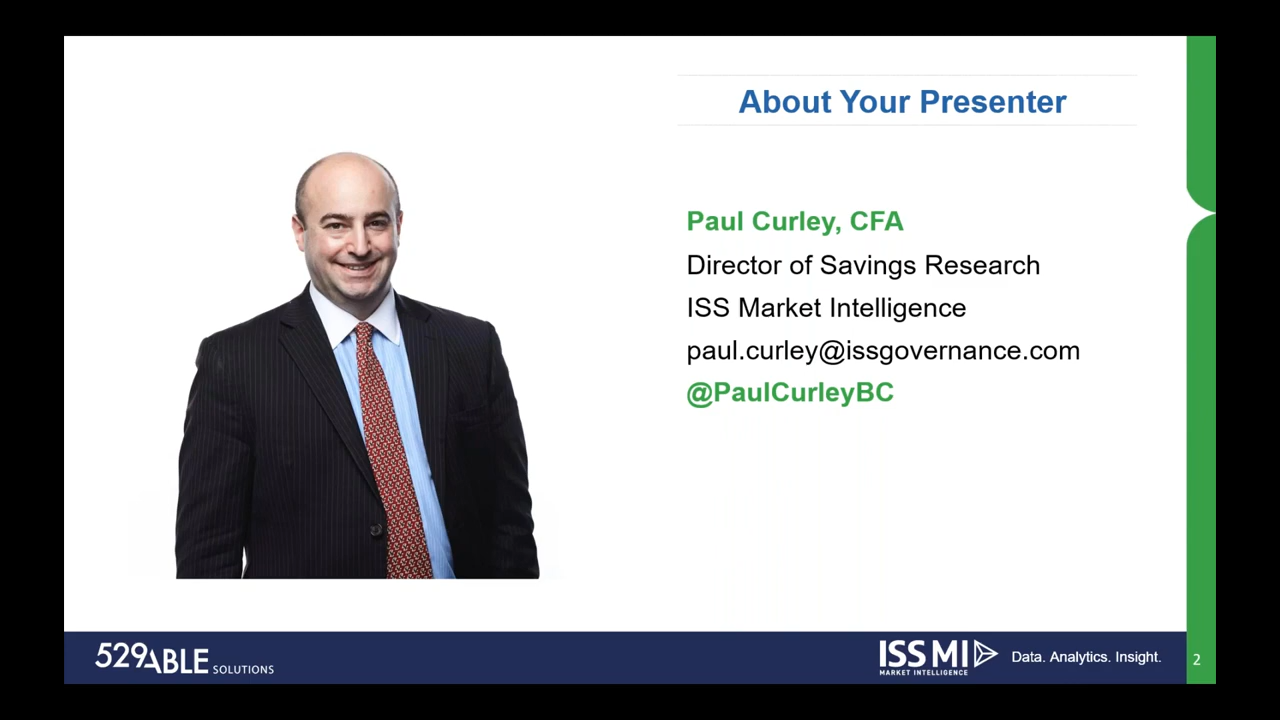 About Your Presenter
Paul Curley, CFA
Director of Savings Research
ISS Market Intelligence
paul.curley@issgovernance.com
@PaulCurleyBC
529ABLE SOLUTIONS
ISS MI
MARKET INTELLIGENCE
Data. Analytics. Insight.
2